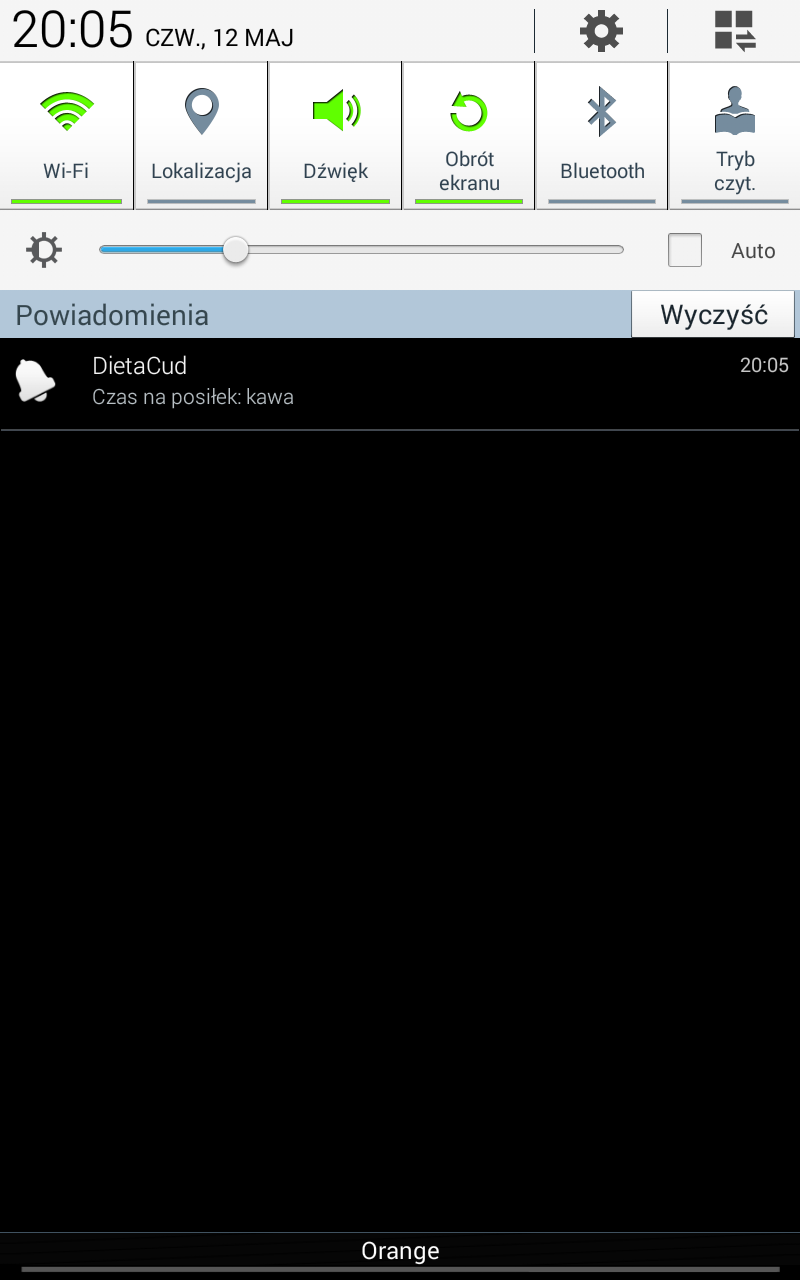 20:05 CZW., 12 MAJ
Wi-Fi
Lokalizacja
Dźwięk
Obrót
ekranu
Bluetooth
Tryb
czyt.
Auto
Powiadomienia
Wyczyść
DietaCud
20:05
Czas na posiłek: kawa
Orange